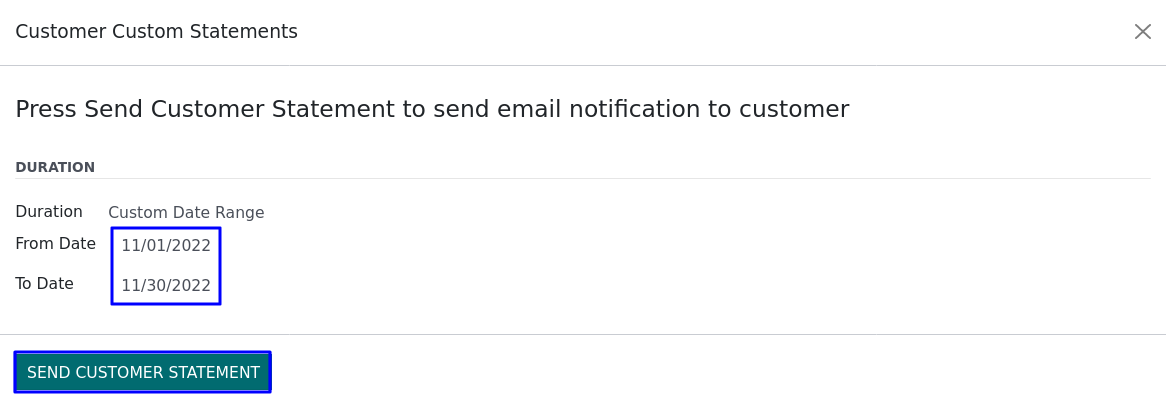 Customer Custom Statements
Press Send Customer Statement to send email notification to customer
DURATION
Duration Custom Date Range
From Date 11/01/2022
To Date 11/30/2022
SEND CUSTOMER STATEMENT